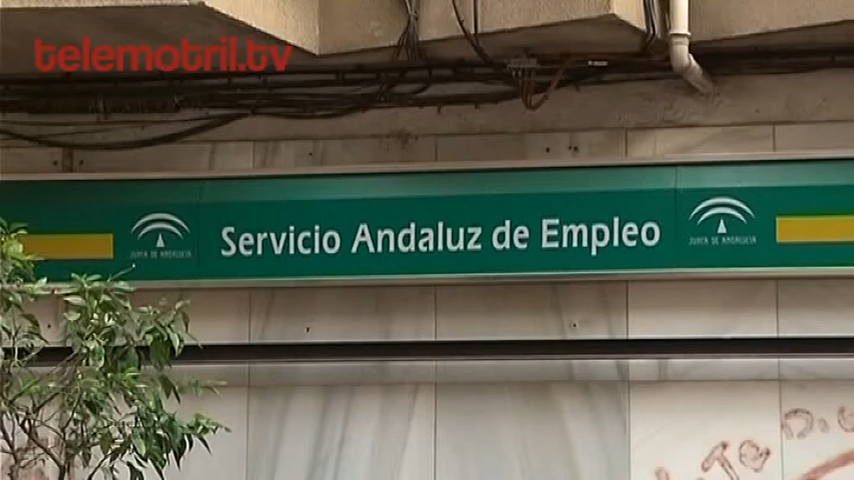 telemotril.tv
JUNTA DE ANDALUCIA
Servicio Andaluz de Empleo
JUNTA DE ANDALUCIA